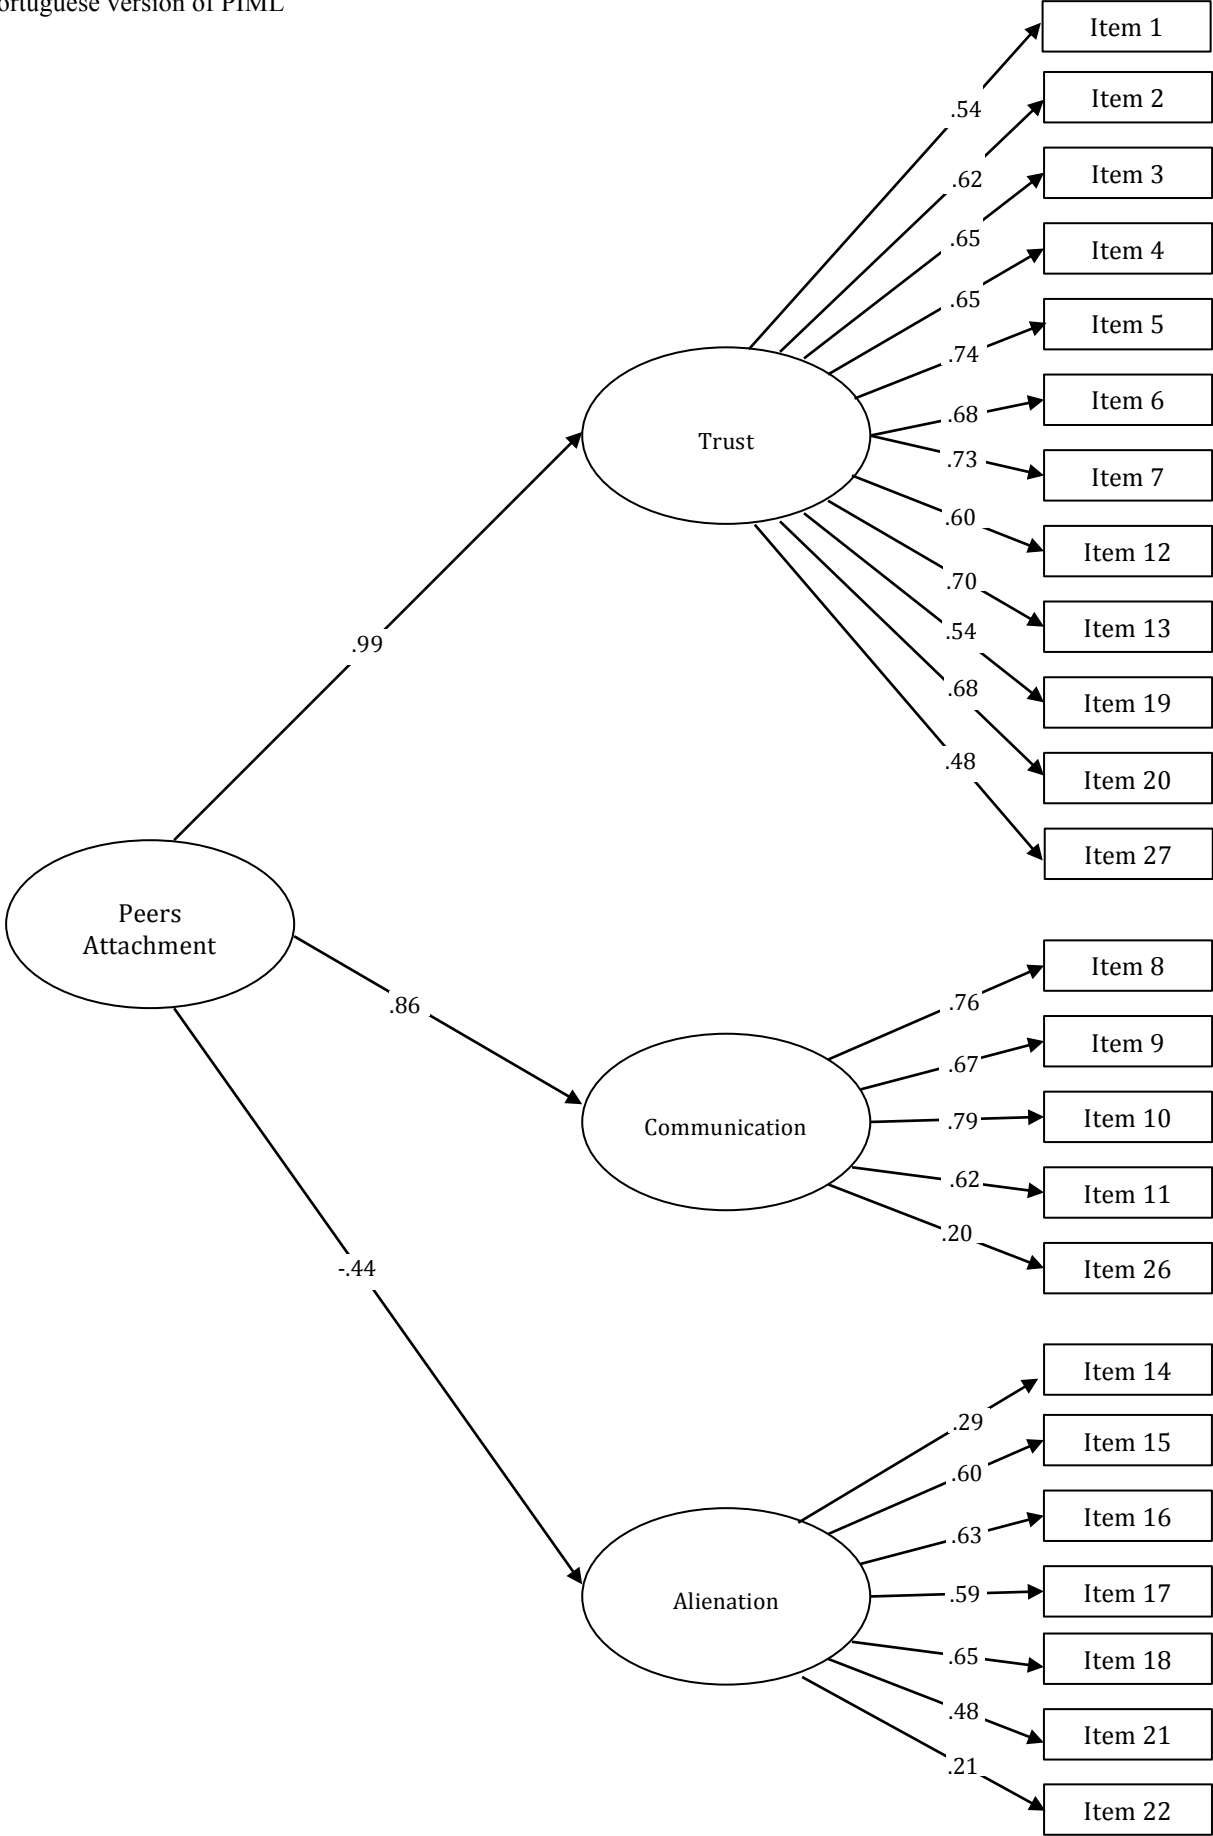 ortuguese version of PIML
Item 1
.54
Item 2
.62
Item 3
.65
Item 4
.65
Item 5
.74
Item 6
.68
Trust
.73
Item 7
.60
Item 12
.70
Item 13
.54
.99
Item 19
.68
Item 20
.48
Item 27
Peers
Attachment
Item 8
.76
.86
Item 9
.67
Item 10
.79
Communication
Item 11
.62
.20
Item 26
-.44
Item 14
.29
Item 15
.60
Item 16
.63
Item 17
.59
Alienation
Item 18
.65
.48
Item 21
.21
Item 22